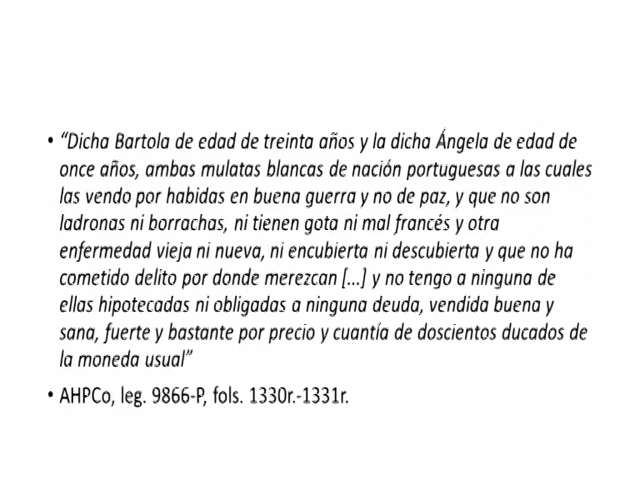 • “Dicha Bartola de edad de treinta años y la dicha Ángela de edad de
once años, ambas mulatas blancas de nación portuguesas a las cuales
las vendo por habidas en buena guerra y no de paz, y que no son
ladronas ni borrachas, ni tienen gota ni mal francés y otra
enfermedad vieja ni nueva, ni encubierta ni descubierta y que no ha
cometido delito por donde merezcan [...] y no tengo a ninguna de
ellas hipotecadas ni obligadas a ninguna deuda, vendida buena y
sana, fuerte y bastante por precio y cuantía de doscientos ducados de
la moneda usual”
• AHPCo, leg. 9866-P, fols. 1330r.-1331r.